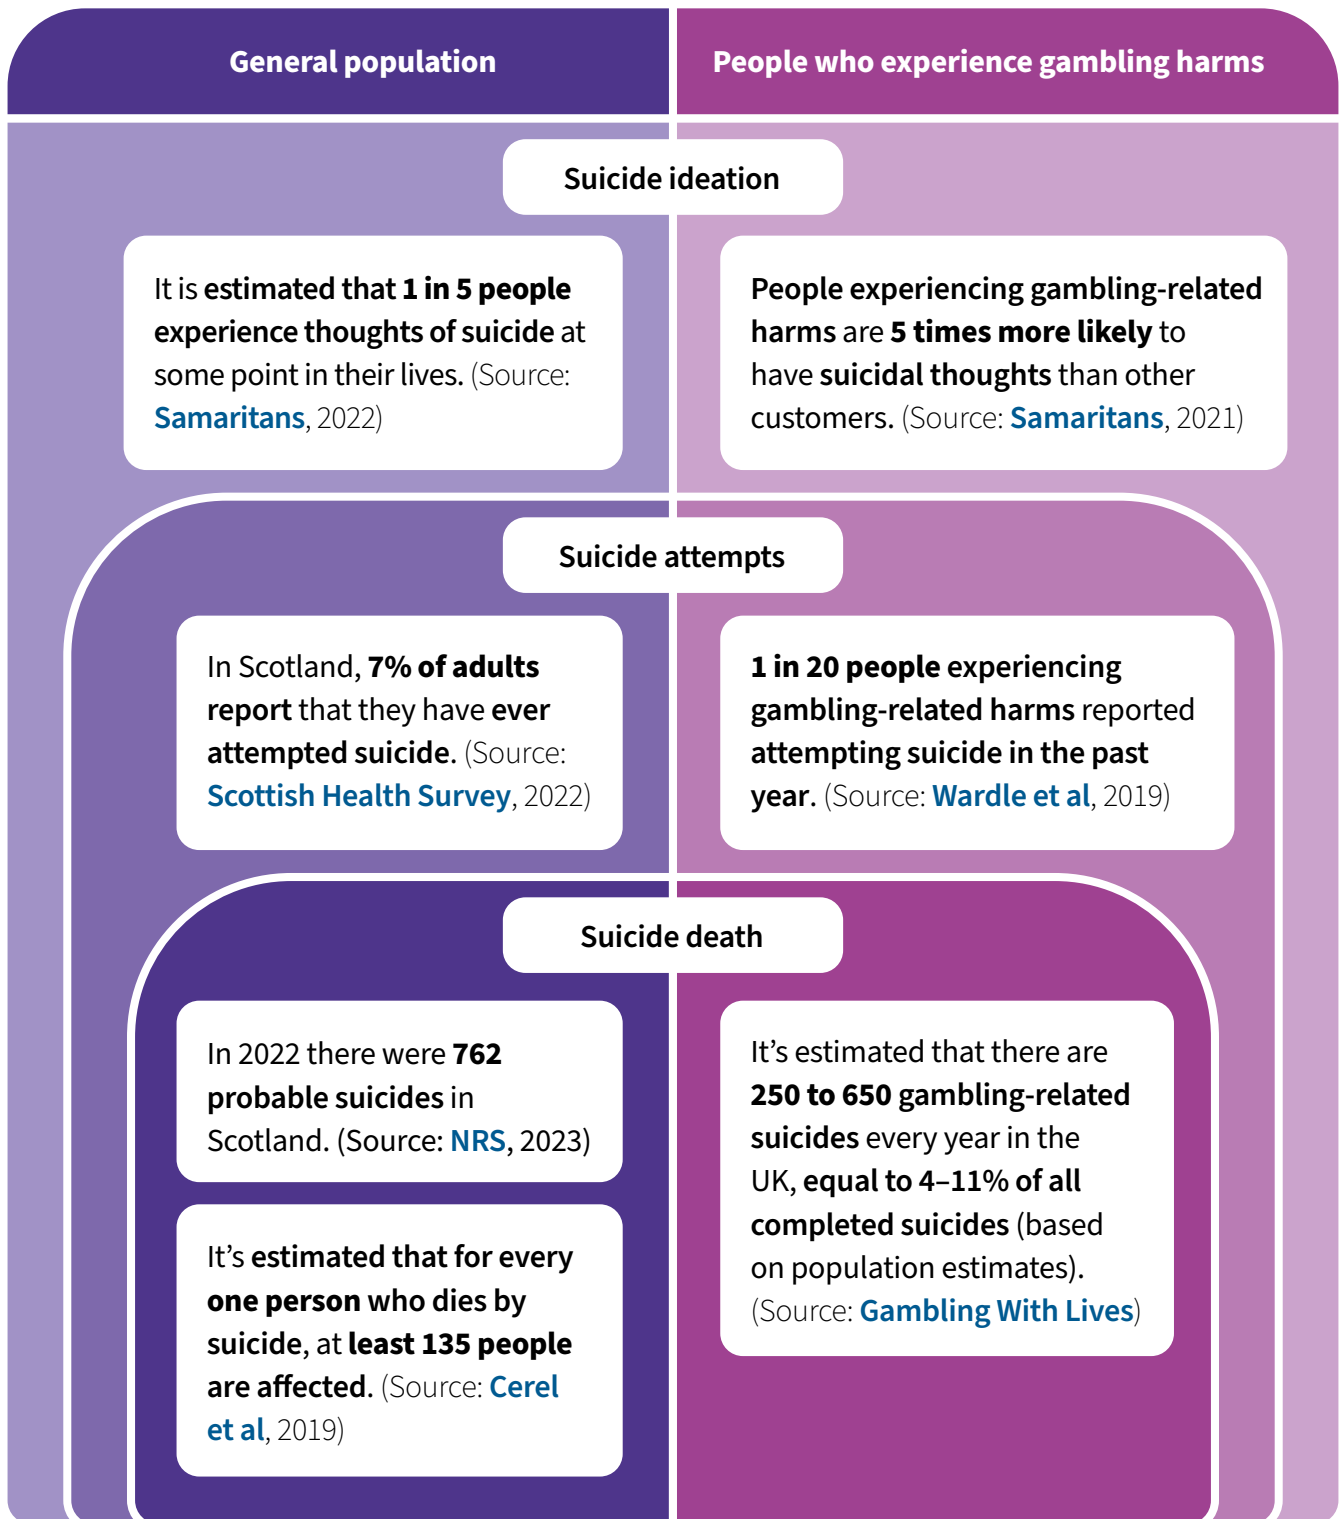 General population
People who experience gambling harms
Suicide ideation
It is estimated that 1 in 5 people
experience thoughts of suicide at
some point in their lives. (Source:
Samaritans, 2022)
People experiencing gambling-related
harms are 5 times more likely to
have suicidal thoughts than other
customers. (Source: Samaritans, 2021)
Suicide attempts
In Scotland, 7% of adults
report that they have ever
attempted suicide. (Source:
Scottish Health Survey, 2022)
1 in 20 people experiencing
gambling-related harms reported
attempting suicide in the past
year. (Source: Wardle et al, 2019)
Suicide death
In 2022 there were 762
probable suicides in
Scotland. (Source: NRS, 2023)
It’s estimated that for every
one person who dies by
suicide, at least 135 people
are affected. (Source: Cerel
et al, 2019)
It’s estimated that there are
250 to 650 gambling-related
suicides every year in the
UK, equal to 4–11% of all
completed suicides (based
on population estimates).
(Source: Gambling With Lives)